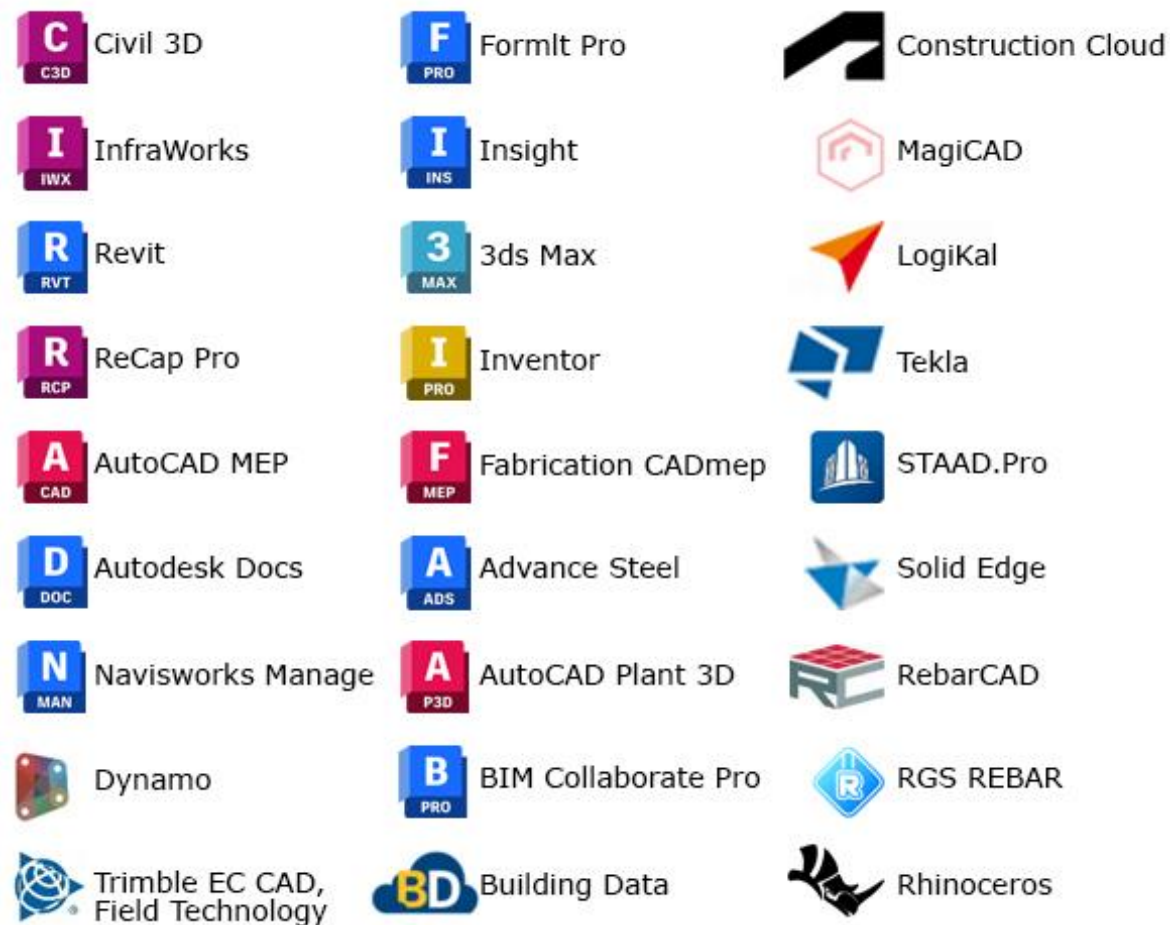 C Civil 3D
C3D
F FormIt Pro
PRO
Construction Cloud
I InfraWorks
IWX
I Insight
INS
MagiCAD
R Revit
RVT
3 3ds Max
MAX
LogiKal
R ReCap Pro
RCP
I Inventor
PRO
Tekla
A AutoCAD MEP
CAD
F Fabrication CADmep
MEP
STAAD.Pro
D Autodesk Docs
DOC
A Advance Steel
ADS
Solid Edge
N Navisworks Manage
MAN
A AutoCAD Plant 3D
P3D
RC RebarCAD
Dynamo
B BIM Collaborate Pro
PRO
R RGS REBAR
Trimble EC CAD,
Field Technology
BD Building Data
Rhinoceros